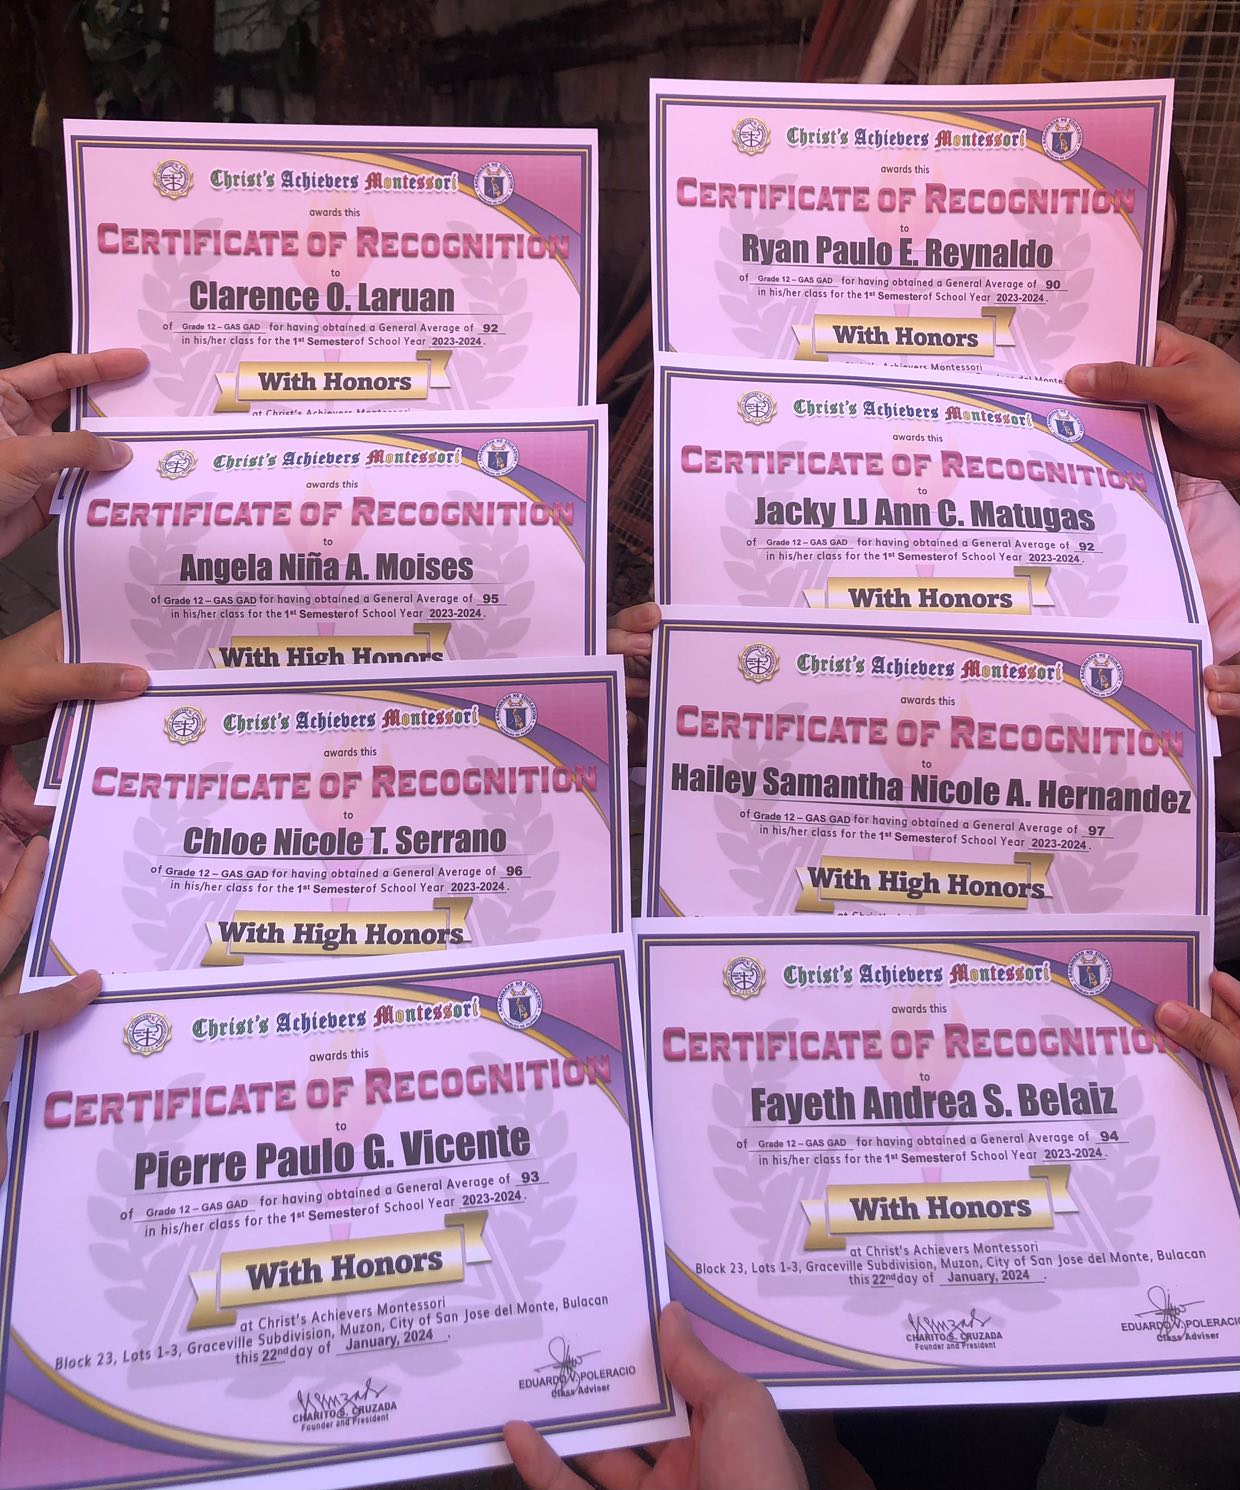 Christ's Achievers Montessori
awards this
CERTIFICATE OF RECOGNITION
to
Clarence O. Laruan
of Grade 12 – GAS GAD for having obtained a General Average of 92
in his/her class for the 1st Semester of School Year 2023-2024.
With Honors
at Christ's Achievers Montessori
Christ's Achievers Montessori
awards this
CERTIFICATE OF RECOGNITION
to
Angela Niña A. Moises
of Grade 12 – GAS GAD for having obtained a General Average of 95
in his/her class for the 1st Semester of School Year 2023-2024.
With High Honors
Christ's Achievers Montessori
awards this
CERTIFICATE OF RECOGNITION
to
Chloe Nicole T. Serrano
of Grade 12 – GAS GAD for having obtained a General Average of 96
in his/her class for the 1st Semester of School Year 2023-2024.
With High Honors
Christ's Achievers Montessori
awards this
CERTIFICATE OF RECOGNITION
to
Pierre Paulo G. Vicente
of Grade 12 – GAS GAD for having obtained a General Average of 93
in his/her class for the 1st Semester of School Year 2023-2024.
With Honors
at Christ's Achievers Montessori
Block 23, Lots 1-3, Graceville Subdivision, Muzon, City of San Jose del Monte, Bulacan
this 22nd day of January, 2024.
CHARITO S. CRUZADA
Founder and President
EDUARDO V. POLERACIO
Class Adviser
Christ's Achievers Montessori
awards this
CERTIFICATE OF RECOGNITION
to
Ryan Paulo E. Reynaldo
of Grade 12 – GAS GAD for having obtained a General Average of 90
in his/her class for the 1st Semester of School Year 2023-2024.
With Honors
Achievers Montessori
del Monte
Christ's Achievers Montessori
awards this
CERTIFICATE OF RECOGNITION
to
Jacky LJ Ann C. Matugas
of Grade 12 – GAS GAD for having obtained a General Average of 92
in his/her class for the 1st Semester of School Year 2023-2024.
With Honors
Christ's Achievers Montessori
awards this
CERTIFICATE OF RECOGNITION
to
Hailey Samantha Nicole A. Hernandez
of Grade 12 – GAS GAD for having obtained a General Average of 97
in his/her class for the 1st Semester of School Year 2023-2024.
With High Honors
Christ's Achievers Montessori
awards this
CERTIFICATE OF RECOGNITION
to
Fayeth Andrea S. Belaiz
of Grade 12 – GAS GAD for having obtained a General Average of 94
in his/her class for the 1st Semester of School Year 2023-2024.
With Honors
at Christ's Achievers Montessori
Block 23, Lots 1-3, Graceville Subdivision, Muzon, City of San Jose del Monte, Bulacan
this 22nd day of January, 2024.
CHARITO S. CRUZADA
Founder and President
EDUARDO V. POLERACIO
Class Adviser